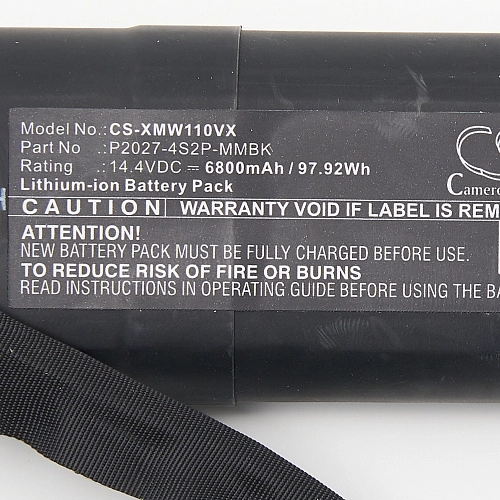 Model No.:CS-XMW110VX
Part No .:P2027-4S2P-MMBK
Rating .:14.4VDC ⎓ 6800mAh / 97.92Wh
Lithium-ion Battery Pack
CS
Camero
CAUTION WARRANTY VOID IF LABEL IS REM
ATTENTION!
NEW BATTERY PACK MUST BE FULLY CHARGED BEFORE USE.
TO REDUCE RISK OF FIRE OR BURNS
READ INSTRUCTIONS IN OPERATING GUIDE BEFORE USING THE BA